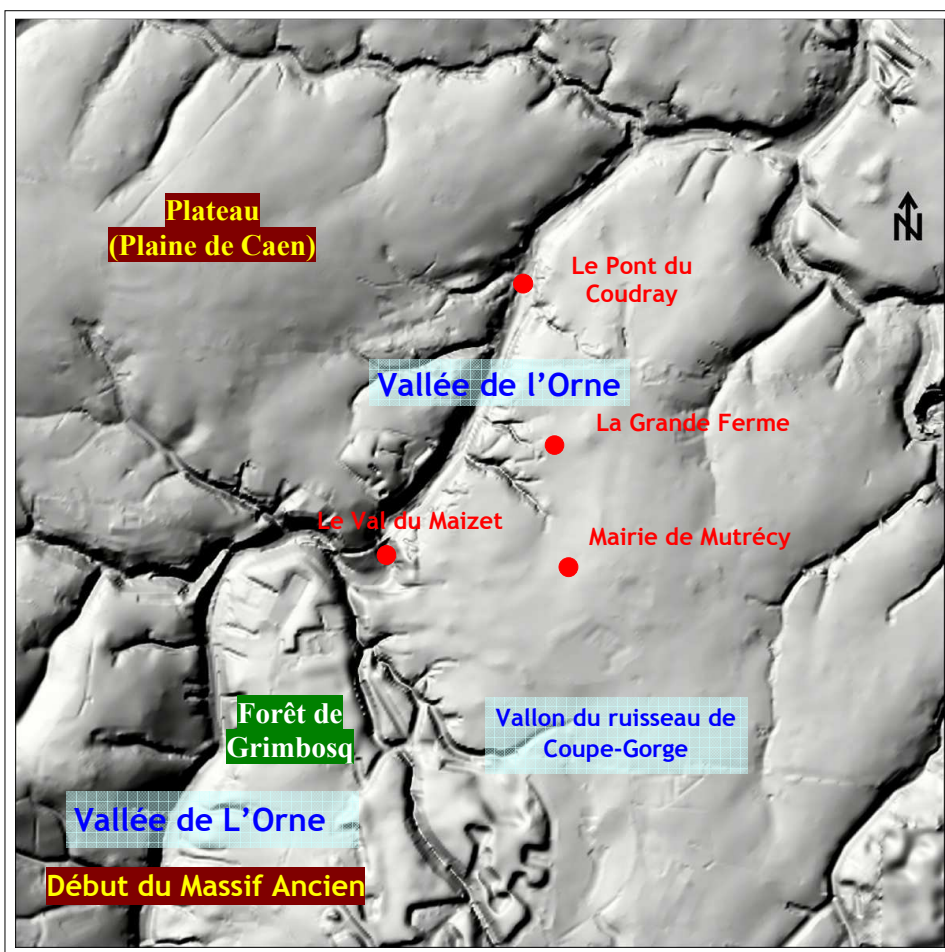 Plateau
(Plaine de Caen)
N
Le Pont du
Coudray
Vallée de l'Orne
La Grande Ferme
Le Val du Maizet
Mairie de Mutrécy
Forêt de
Grimbosq
Vallon du ruisseau de
Coupe-Gorge
Vallée de L'Orne
Début du Massif Ancien